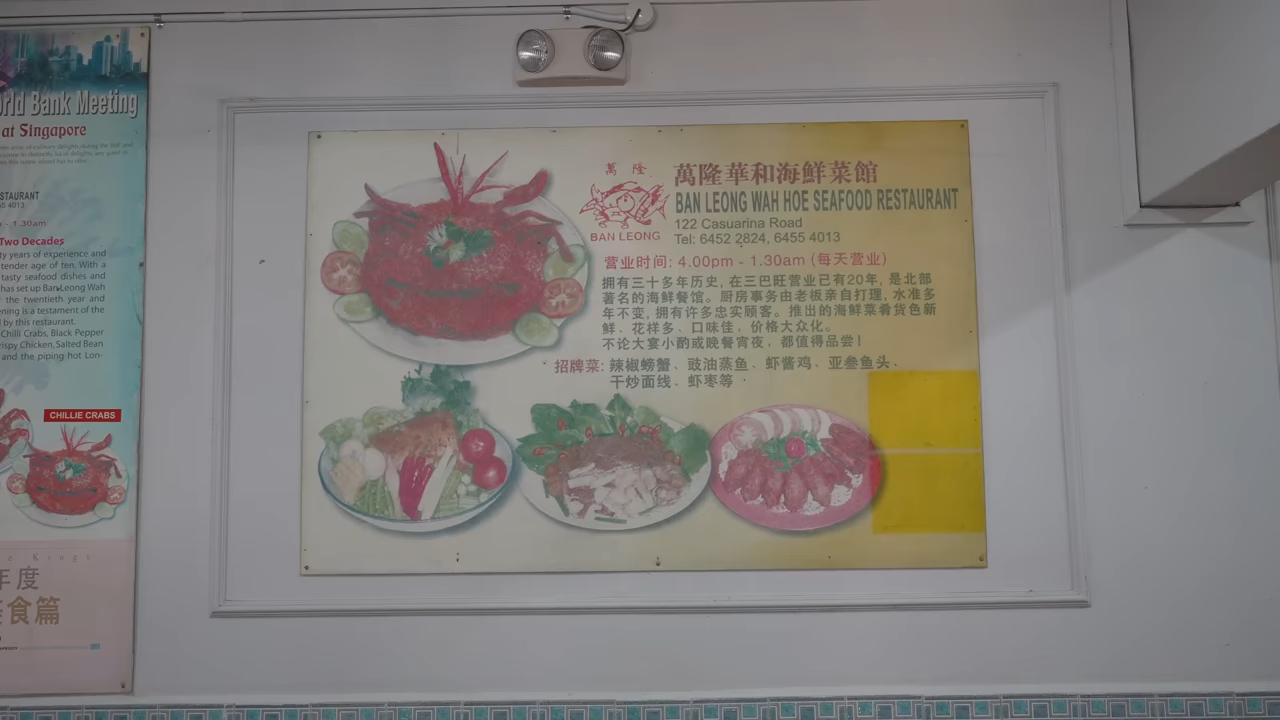 rld Bank Meeting
at Singapore
STAURANT
- 1.30am
Two Decades
ty years of experience and
tender age of ten. With a
tasty seafood dishes and
has set up Ban Leong Wah
the twentieth year and
ening is a testament of the
by this restaurant.
Chilli Crabs, Black Pepper
rispy Chicken, Salted Bean
and the piping hot Lon-
CHILLIE CRABS
年度
食篇
萬隆
BAN LEONG
萬隆華和海鮮菜館
BAN LEONG WAH HOE SEAFOOD RESTAURANT
122 Casuarina Road
Tel: 6452 2824, 6455 4013
营业时间: 4.00pm - 1.30am (每天营业)
拥有三十多年历史, 在三巴旺营业已有20年, 是北部
著名的海鲜餐馆。厨房事务由老板亲自打理, 水准多
年不变, 拥有许多忠实顾客。推出的海鲜菜肴货色新
鲜、花样多、口味佳, 价格大众化。
不论大宴小酌或晚餐宵夜, 都值得品尝!
招牌菜: 辣椒螃蟹、豉油蒸鱼、虾酱鸡、亚叁鱼头、
干炒面线、虾枣等